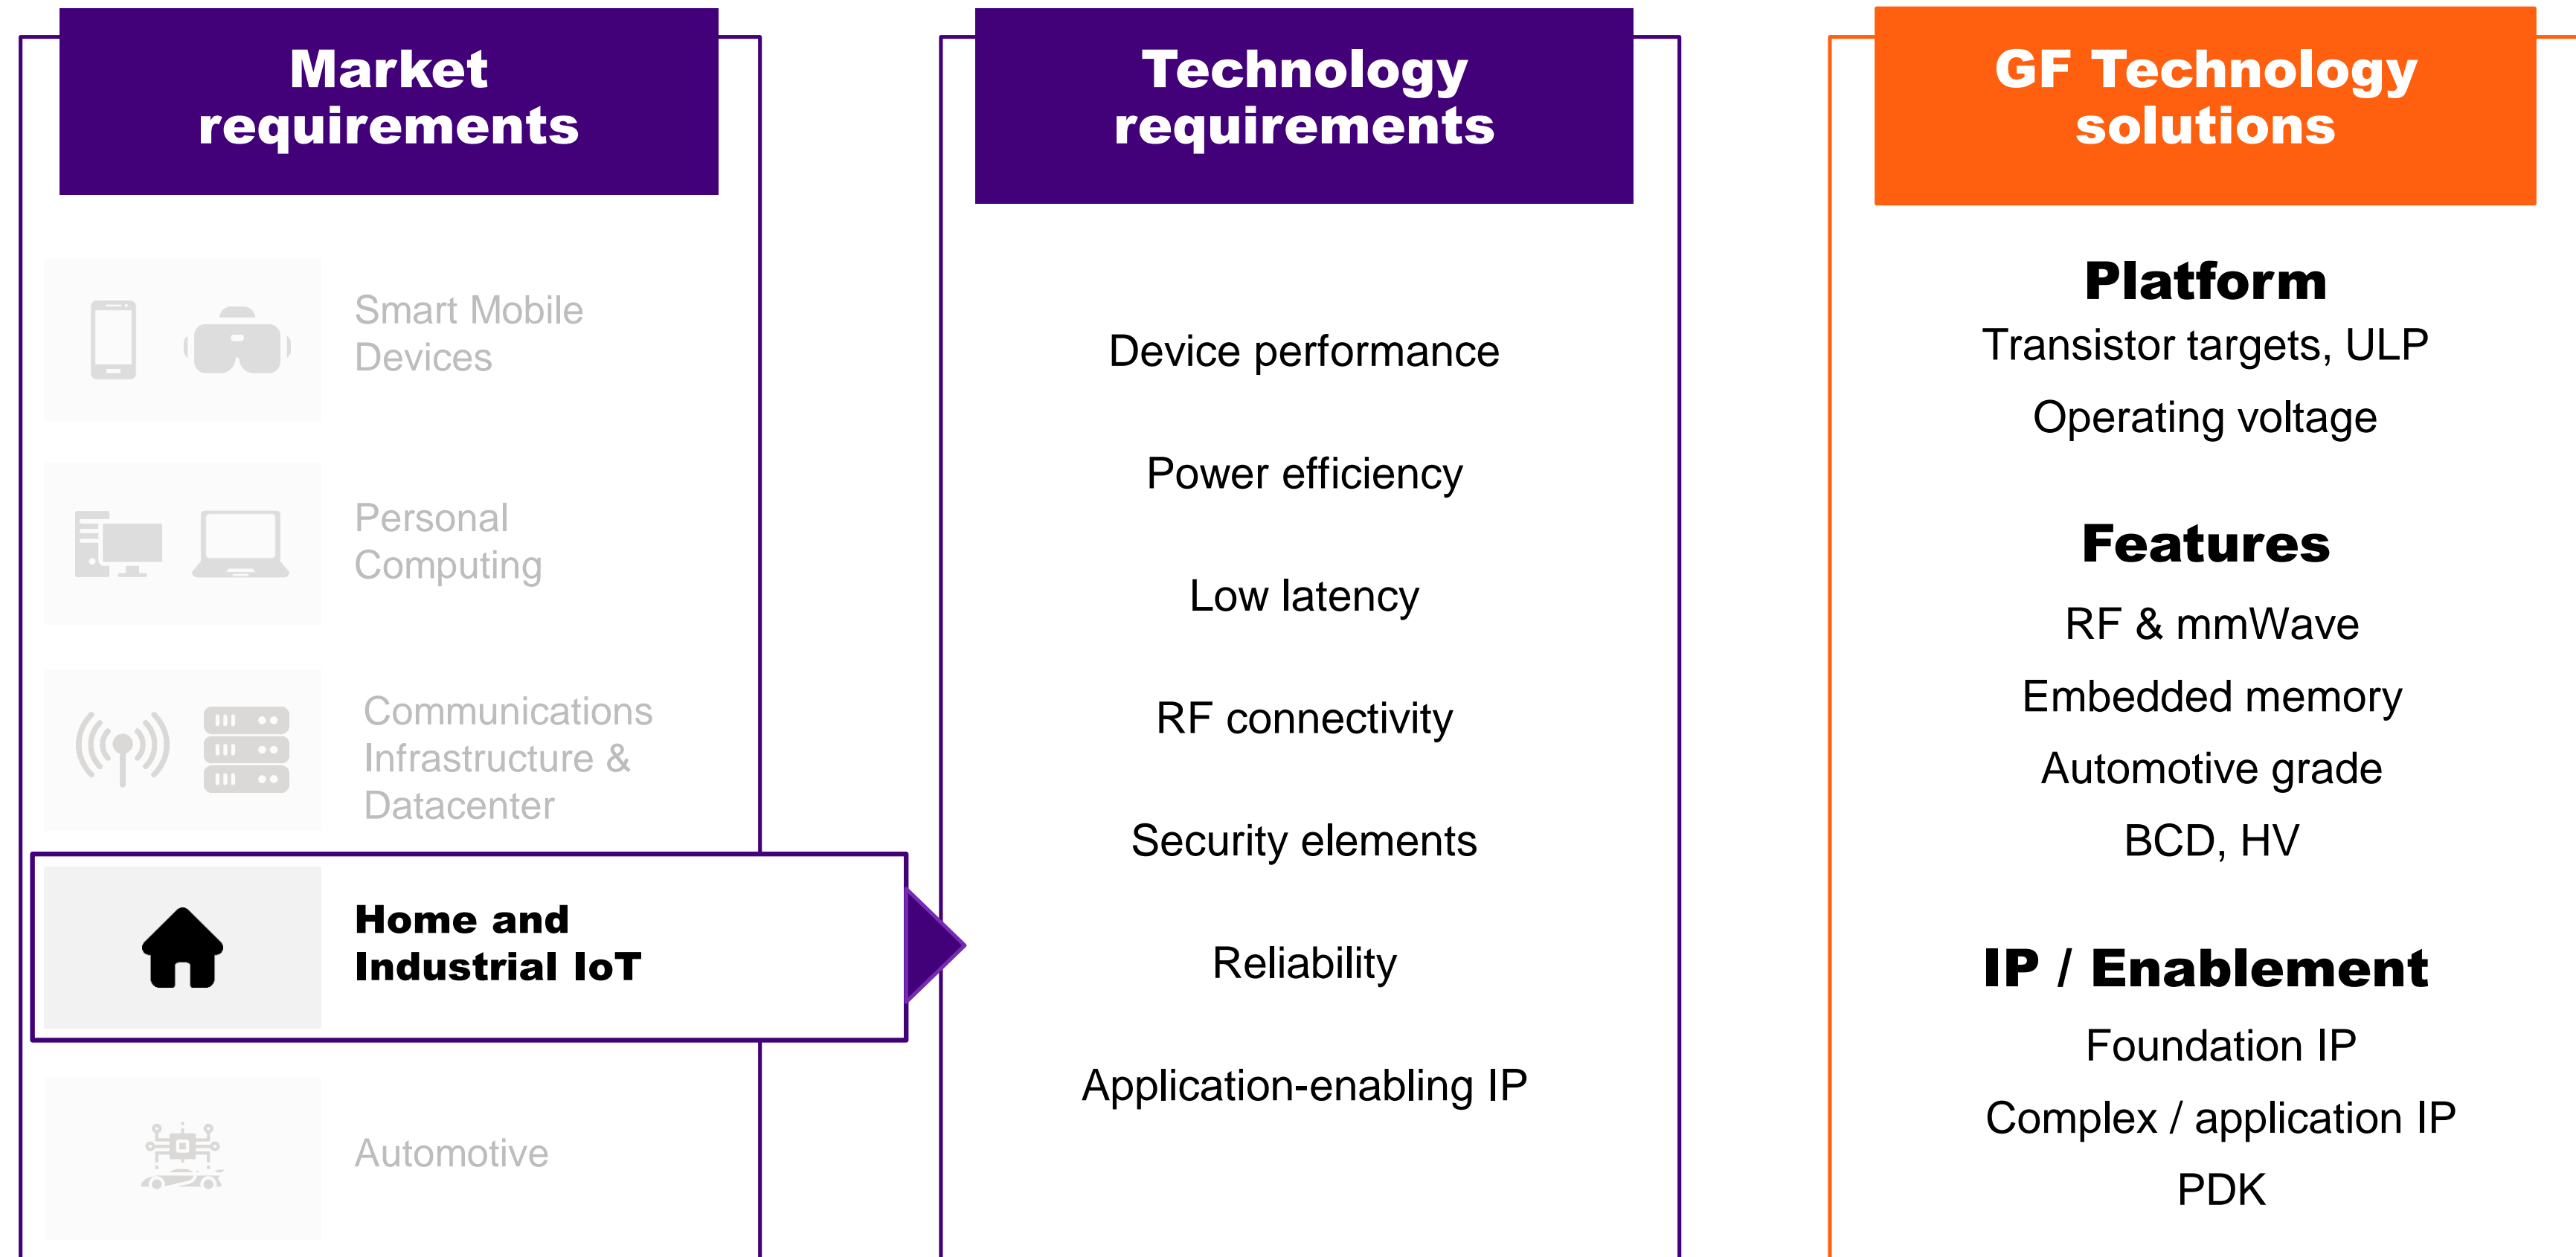 Market
requirements
Smart Mobile
Devices
Personal
Computing
Communications
Infrastructure &
Datacenter
Home and
Industrial IoT
Automotive
Technology
requirements
Device performance
Power efficiency
Low latency
RF connectivity
Security elements
Reliability
Application-enabling IP
GF Technology
solutions
Platform
Transistor targets, ULP
Operating voltage
Features
RF & mmWave
Embedded memory
Automotive grade
BCD, HV
IP / Enablement
Foundation IP
Complex / application IP
PDK